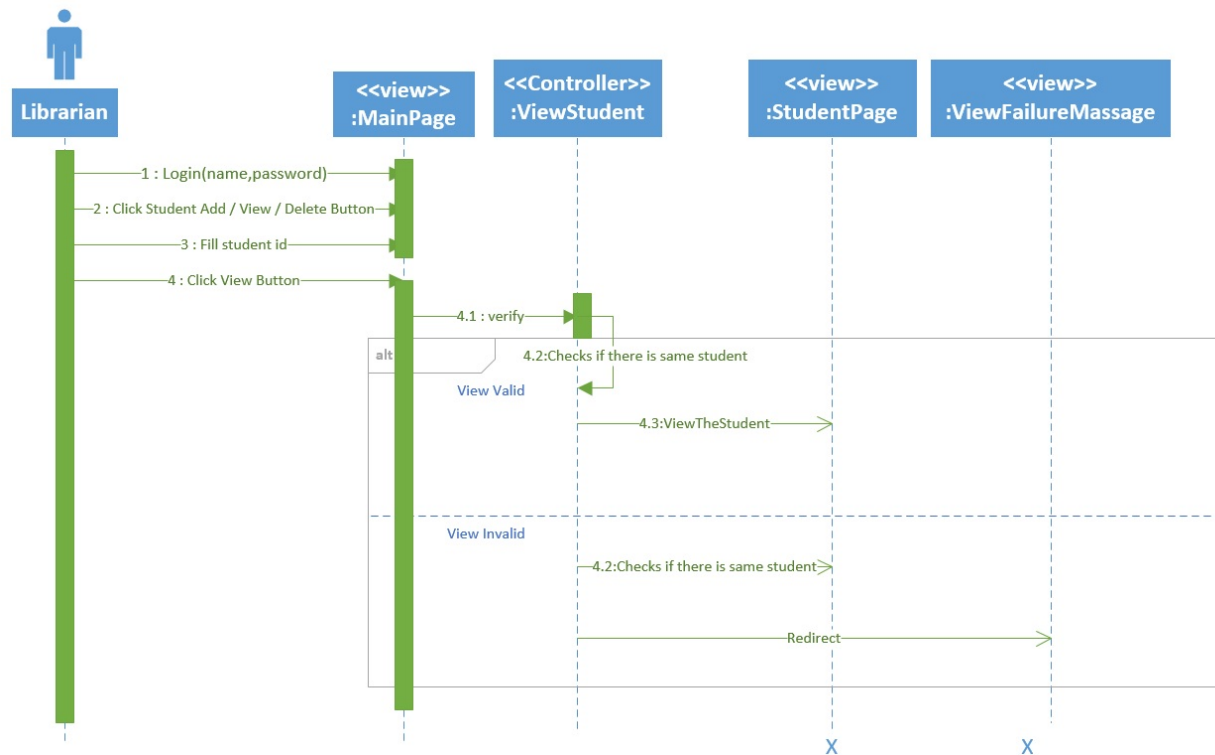 Librarian
<<view>>
:MainPage
<<Controller>>
:ViewStudent
<<view>>
:StudentPage
<<view>>
:ViewFailureMassage
1 : Login(name,password)
2 : Click Student Add / View / Delete Button
3 : Fill student id
4 : Click View Button
4.1 : verify
alt
4.2:Checks if there is same student
View Valid
4.3:ViewTheStudent
View Invalid
4.2:Checks if there is same student
Redirect
X
X